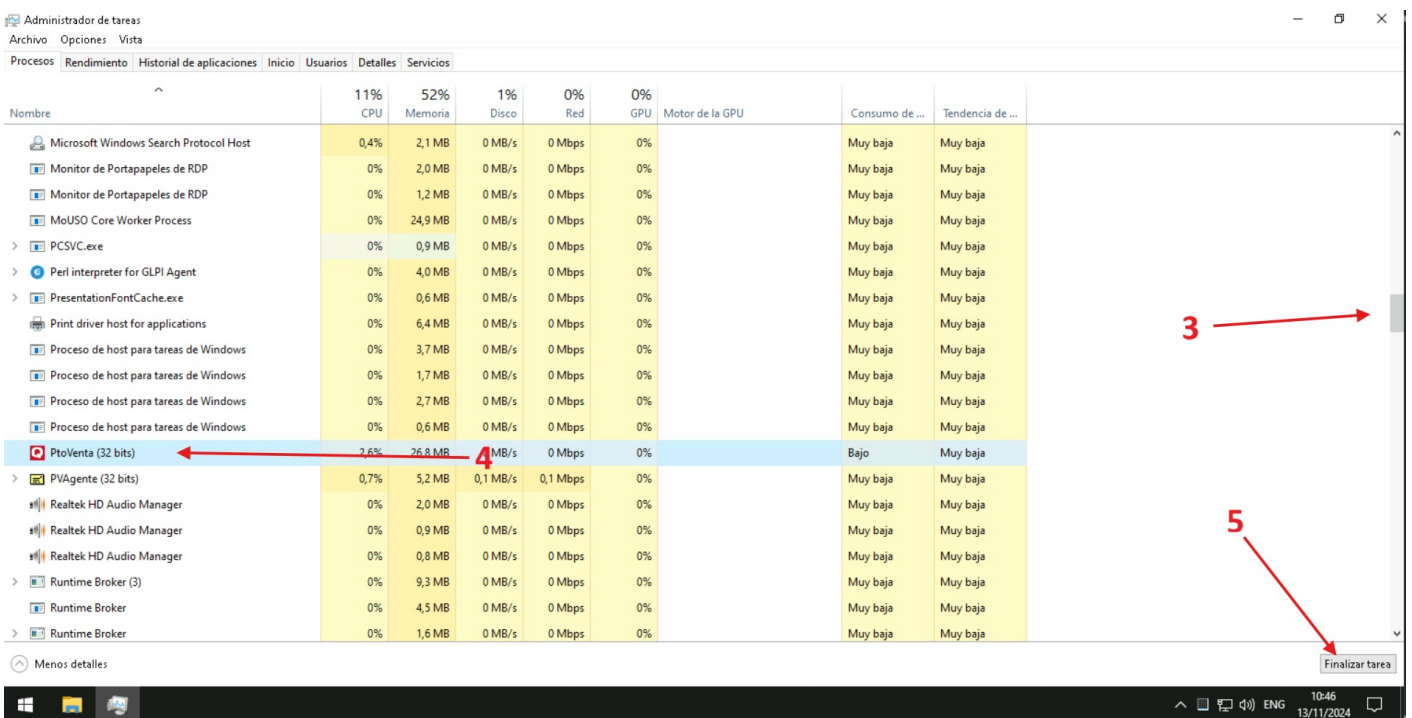 Administrador de tareas
Archivo Opciones Vista
Procesos Rendimiento Historial de aplicaciones Inicio Usuarios Detalles Servicios
11% 52% 1% 0% 0%
Nombre CPU Memoria Disco Red GPU Motor de la GPU Consumo de ... Tendencia de ...
Microsoft Windows Search Protocol Host 0,4% 2,1 MB 0 MB/s 0 Mbps 0% Muy baja Muy baja
Monitor de Portapapeles de RDP 0% 2,0 MB 0 MB/s 0 Mbps 0% Muy baja Muy baja
Monitor de Portapapeles de RDP 0% 1,2 MB 0 MB/s 0 Mbps 0% Muy baja Muy baja
MoUSO Core Worker Process 0% 24,9 MB 0 MB/s 0 Mbps 0% Muy baja Muy baja
PCSVC.exe 0% 0,9 MB 0 MB/s 0 Mbps 0% Muy baja Muy baja
Perl interpreter for GLPI Agent 0% 4,0 MB 0 MB/s 0 Mbps 0% Muy baja Muy baja
PresentationFontCache.exe 0% 0,6 MB 0 MB/s 0 Mbps 0% Muy baja Muy baja
Print driver host for applications 0% 6,4 MB 0 MB/s 0 Mbps 0% Muy baja Muy baja
3
Proceso de host para tareas de Windows 0% 3,7 MB 0 MB/s 0 Mbps 0% Muy baja Muy baja
Proceso de host para tareas de Windows 0% 1,7 MB 0 MB/s 0 Mbps 0% Muy baja Muy baja
Proceso de host para tareas de Windows 0% 2,7 MB 0 MB/s 0 Mbps 0% Muy baja Muy baja
Proceso de host para tareas de Windows 0% 0,6 MB 0 MB/s 0 Mbps 0% Muy baja Muy baja
PtoVenta (32 bits) 2,6% 26,8 MB MB/s 0 Mbps 0% Bajo Muy baja
4
PVAgente (32 bits) 0,7% 5,2 MB 0,1 MB/s 0,1 Mbps 0% Muy baja Muy baja
Realtek HD Audio Manager 0% 2,0 MB 0 MB/s 0 Mbps 0% Muy baja Muy baja
5
Realtek HD Audio Manager 0% 0,9 MB 0 MB/s 0 Mbps 0% Muy baja Muy baja
Realtek HD Audio Manager 0% 0,8 MB 0 MB/s 0 Mbps 0% Muy baja Muy baja
Runtime Broker (3) 0% 9,3 MB 0 MB/s 0 Mbps 0% Muy baja Muy baja
Runtime Broker 0% 4,5 MB 0 MB/s 0 Mbps 0% Muy baja Muy baja
Runtime Broker 0% 1,6 MB 0 MB/s 0 Mbps 0% Muy baja Muy baja
Menos detalles Finalizar tarea
ENG 10:46
13/11/2024